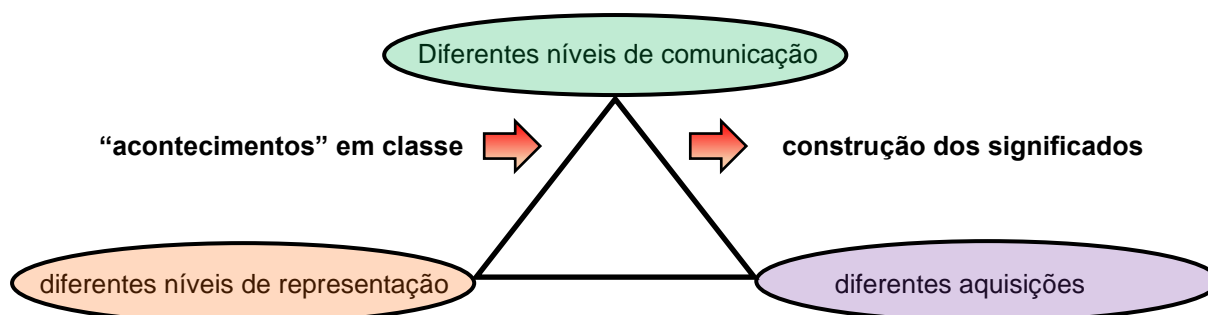 Diferentes níveis de comunicação
“acontecimentos” em classe
construção dos significados
diferentes níveis de representação
diferentes aquisições